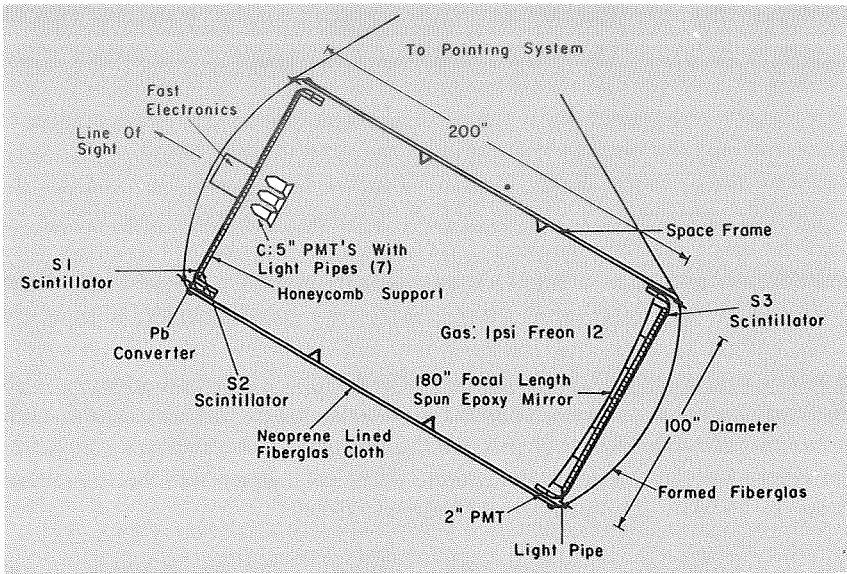 To Pointing System
Fast
Electronics
Line Of
Sight
200"
C:5" PMT'S With
Light Pipes (7)
Space Frame
S1
Scintillator
Honeycomb Support
S3
Scintillator
Pb
Converter
Gas: 1psi Freon 12
S2
Scintillator
180" Focal Length
Spun Epoxy Mirror
100" Diameter
Neoprene Lined
Fiberglas Cloth
Formed Fiberglas
2" PMT
Light Pipe